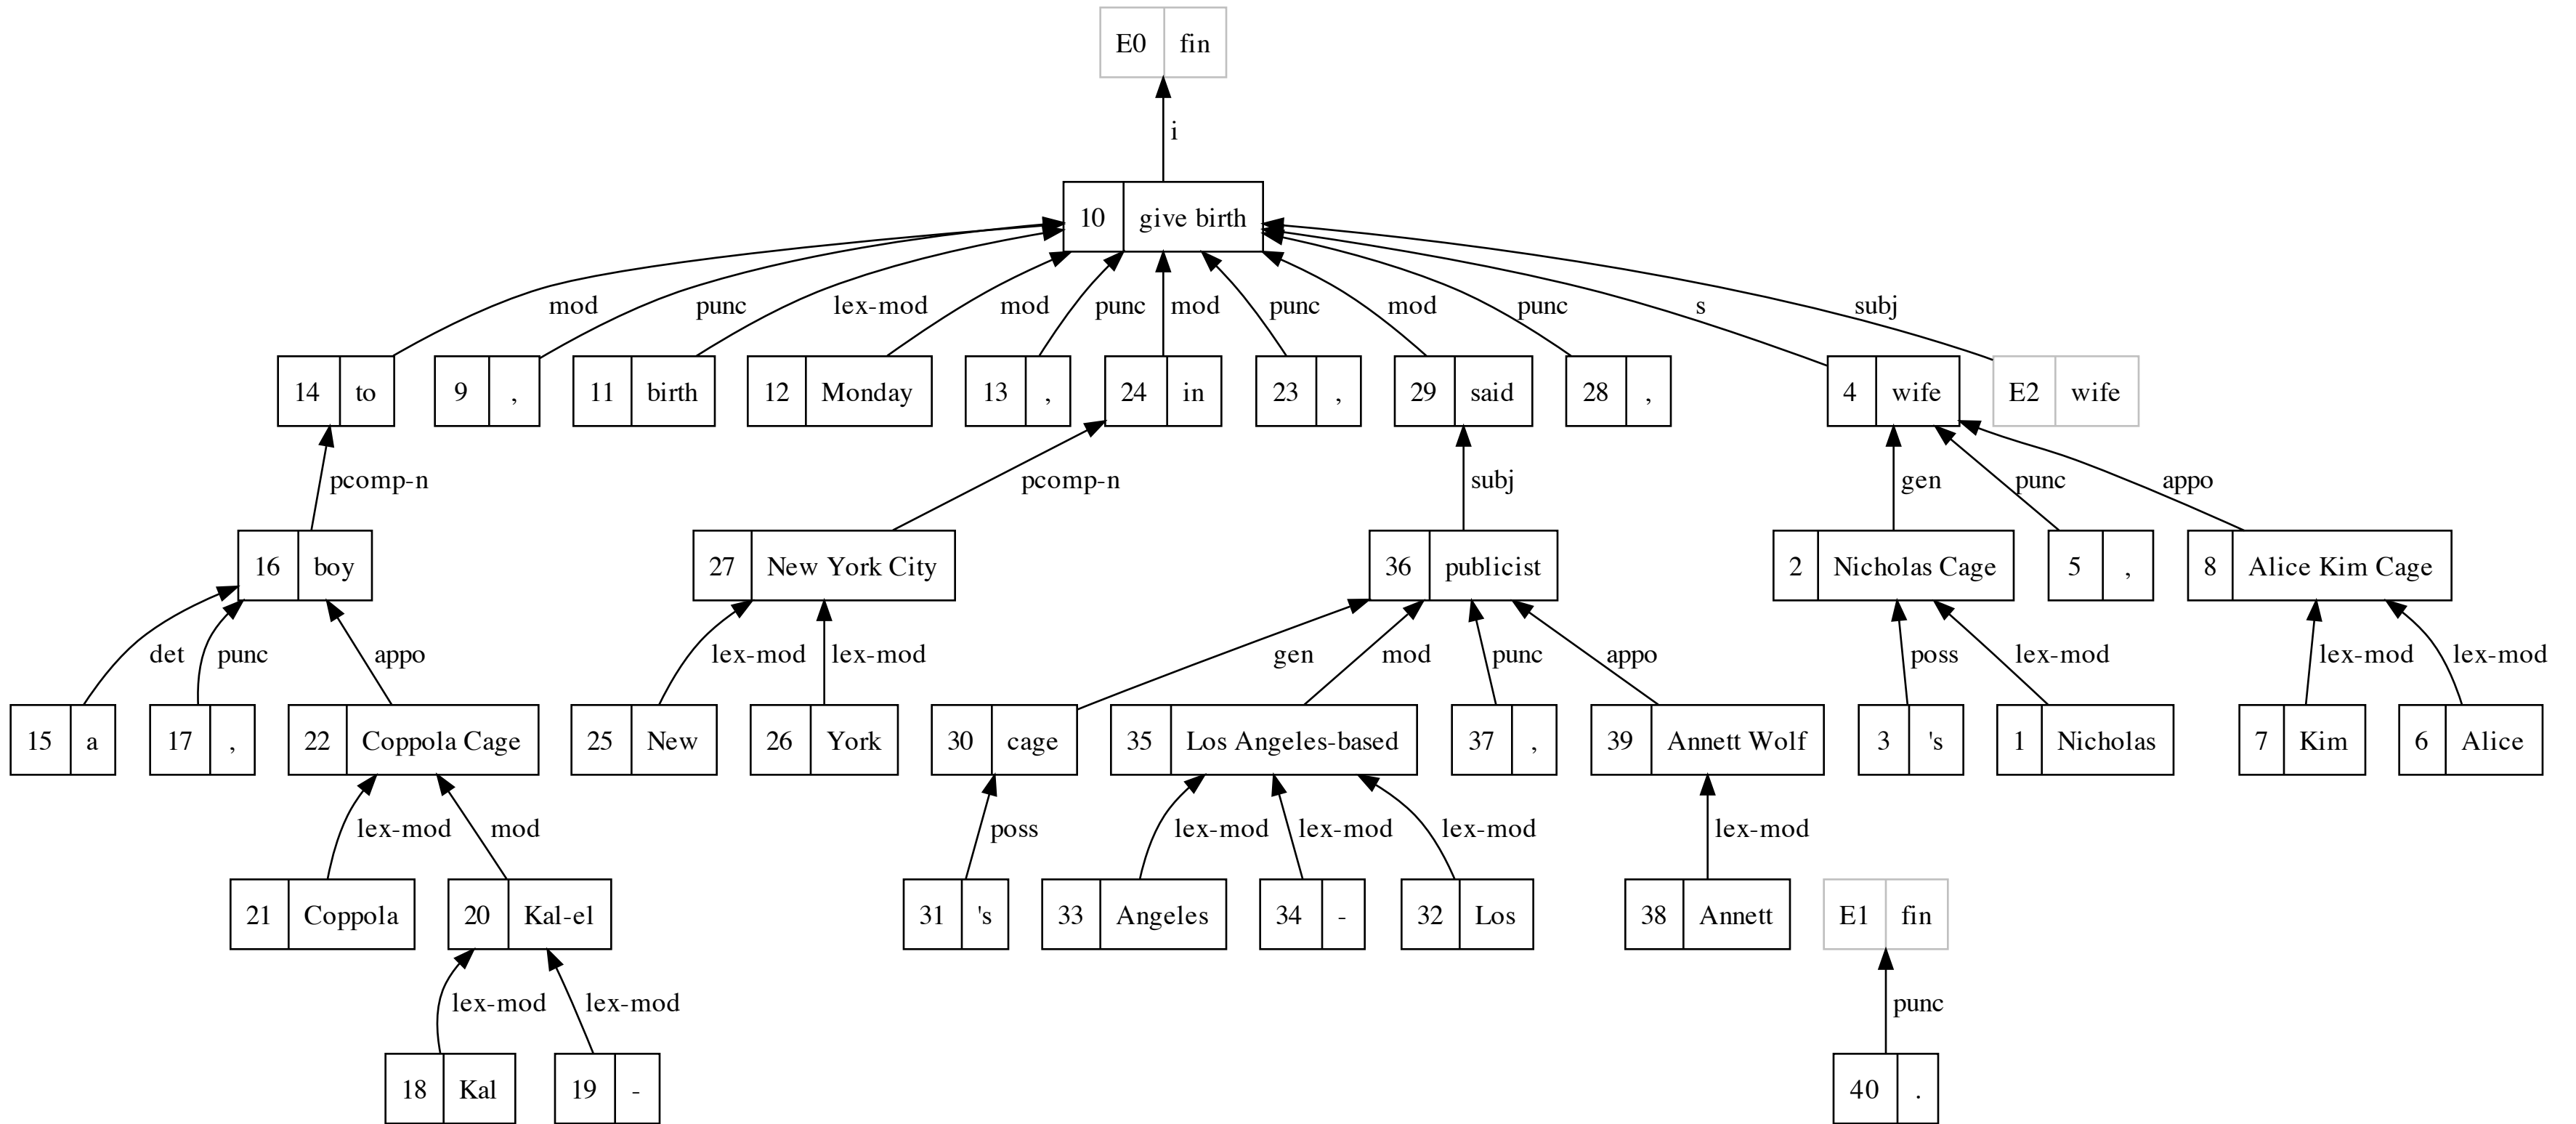 E0 fin
i
10 give birth
mod punc lex-mod mod punc mod punc mod punc s subj
14 to 9 , 11 birth 12 Monday 13 , 24 in 23 , 29 said 28 , 4 wife E2 wife
pcomp-n pcomp-n subj gen punc appo
16 boy 27 New York City 36 publicist 2 Nicholas Cage 5 , 8 Alice Kim Cage
det punc appo lex-mod lex-mod gen mod punc appo poss lex-mod lex-mod lex-mod
15 a 17 , 22 Coppola Cage 25 New 26 York 30 cage 35 Los Angeles-based 37 , 39 Annett Wolf 3 's 1 Nicholas 7 Kim 6 Alice
lex-mod mod poss lex-mod lex-mod lex-mod lex-mod
21 Coppola 20 Kal-el 31 's 33 Angeles 34 - 32 Los 38 Annett E1 fin
lex-mod lex-mod punc
18 Kal 19 - 40 .